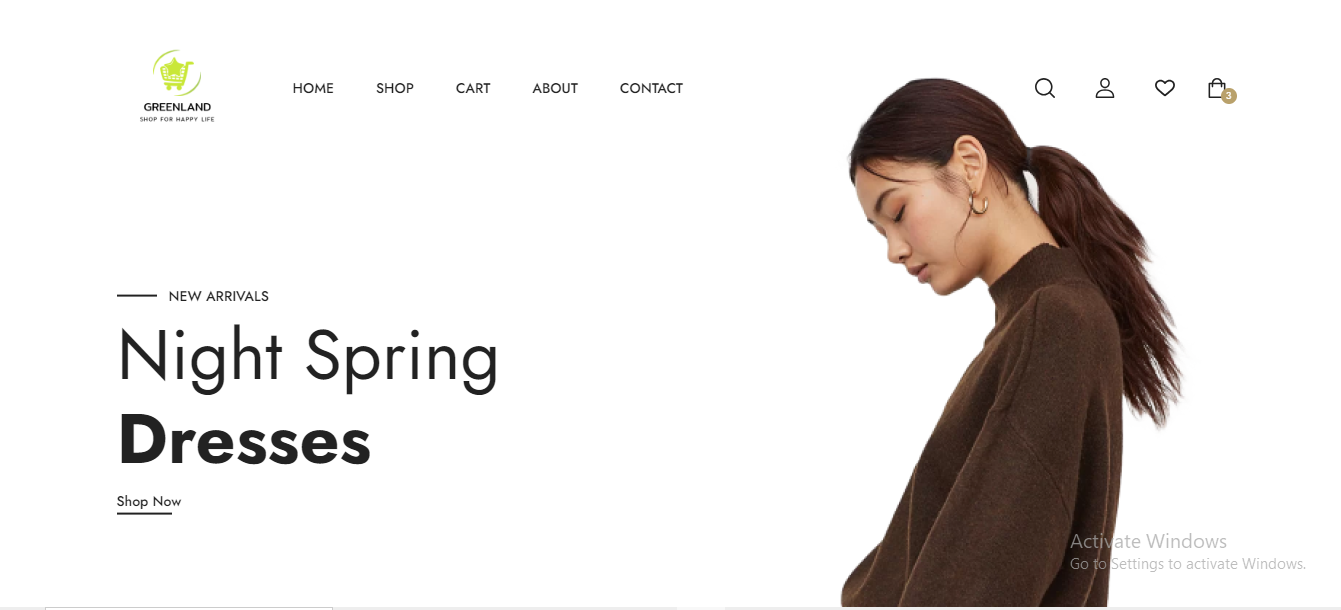 GREENLAND
SHOP FOR HAPPY LIFE
HOME
SHOP
CART
ABOUT
CONTACT
3
NEW ARRIVALS
Night Spring
Dresses
Shop Now
Activate Windows
Go to Settings to activate Windows.